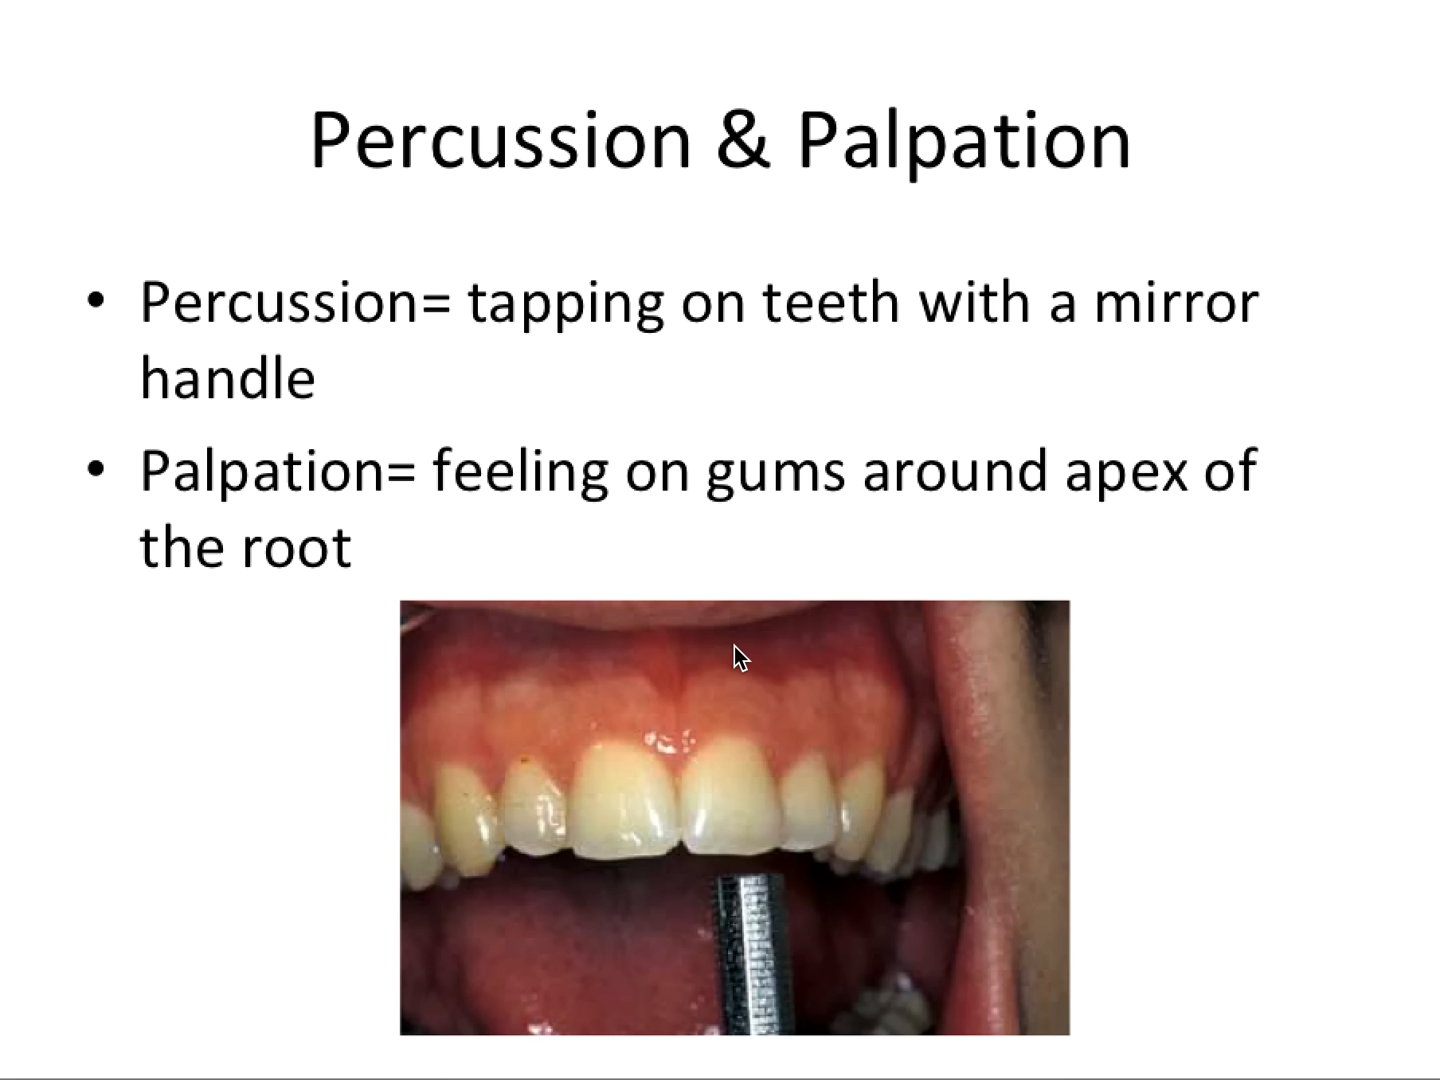 Percussion & Palpation
• Percussion= tapping on teeth with a mirror
handle
• Palpation= feeling on gums around apex of
the root